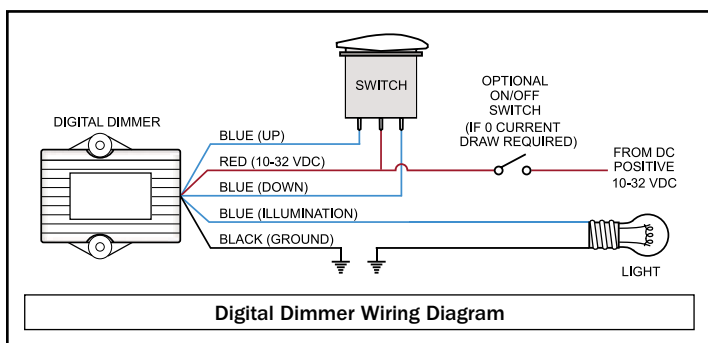 SWITCH
OPTIONAL
ON/OFF
SWITCH
(IF 0 CURRENT
DRAW REQUIRED)
DIGITAL DIMMER
BLUE (UP)
RED (10-32 VDC)
FROM DC
POSITIVE
10-32 VDC
BLUE (DOWN)
BLUE (ILLUMINATION)
BLACK (GROUND)
LIGHT
Digital Dimmer Wiring Diagram